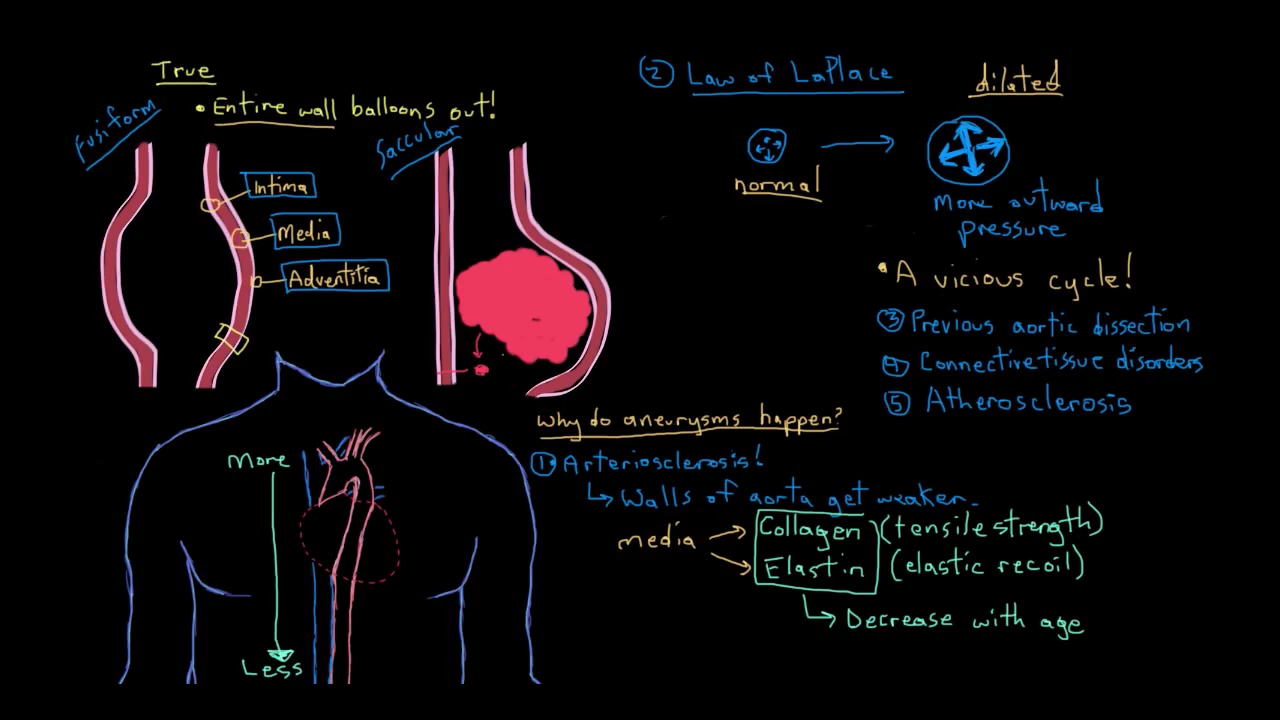 True
• Entire wall balloons out!
Fusiform
Saccular
Intima
Media
Adventitia
More
Less
② Law of LaPlace
dilated
normal
More outward
pressure
• A vicious cycle!
③ Previous aortic dissection
④ Connective tissue disorders
⑤ Atherosclerosis
Why do aneurysms happen?
① Arteriosclerosis!
↳ Walls of aorta get weaker.
media → Collagen (tensile strength)
→ Elastin (elastic recoil)
↳ Decrease with age